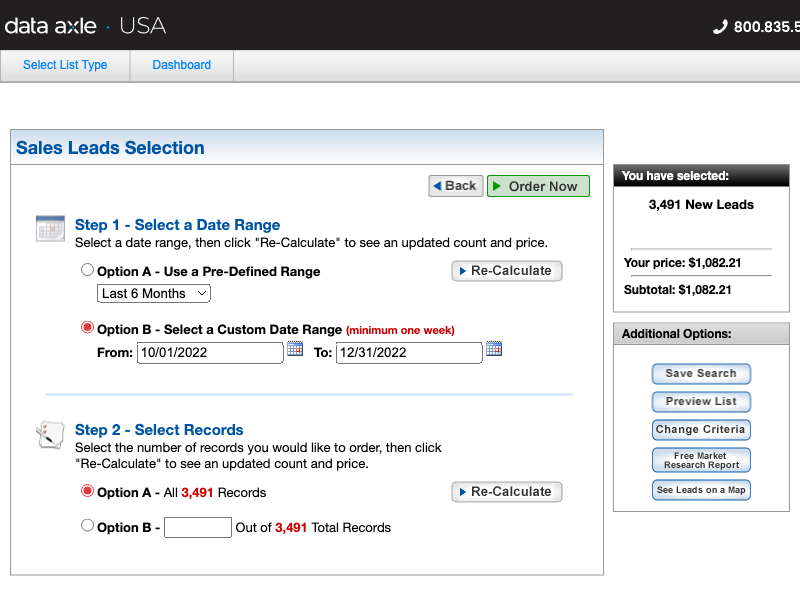 data axle · USA
800.835.5
Select List Type
Dashboard
Sales Leads Selection
Back
Order Now
Step 1 - Select a Date Range
Select a date range, then click "Re-Calculate" to see an updated count and price.
Option A - Use a Pre-Defined Range
Re-Calculate
Last 6 Months
Option B - Select a Custom Date Range (minimum one week)
From: 10/01/2022 To: 12/31/2022
Step 2 - Select Records
Select the number of records you would like to order, then click
"Re-Calculate" to see an updated count and price.
Option A - All 3,491 Records
Re-Calculate
Option B - Out of 3,491 Total Records
You have selected:
3,491 New Leads
Your price: $1,082.21
Subtotal: $1,082.21
Additional Options:
Save Search
Preview List
Change Criteria
Free Market
Research Report
See Leads on a Map